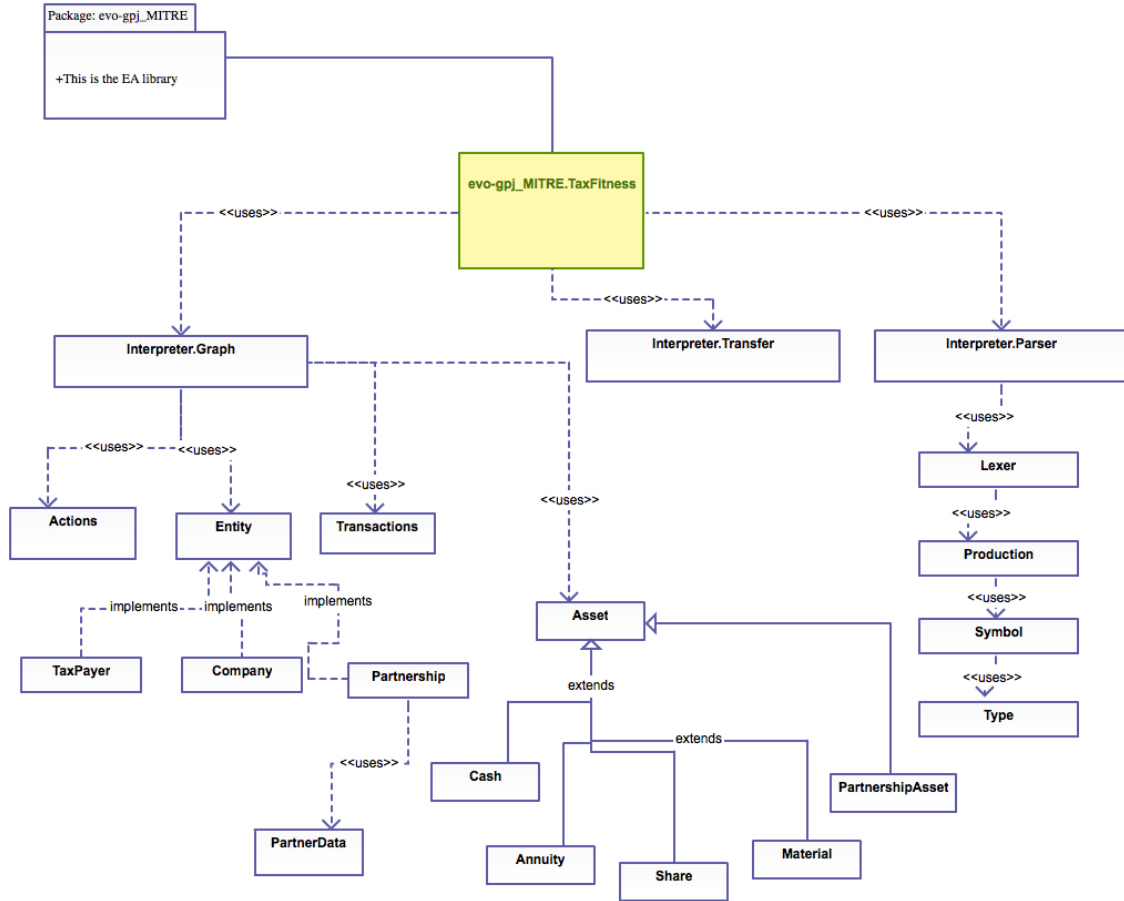 Package: evo-gpj_MITRE
+This is the EA library
evo-gpj_MITRE.TaxFitness
<<uses>>
<<uses>>
<<uses>>
Interpreter.Graph
Interpreter.Transfer
Interpreter.Parser
<<uses>>
<<uses>>
<<uses>>
Lexer
<<uses>>
<<uses>>
Actions
Entity
Transactions
<<uses>>
Production
<<uses>>
implements
implements
implements
Asset
Symbol
TaxPayer
Company
Partnership
<<uses>>
extends
Type
extends
<<uses>>
Cash
PartnershipAsset
PartnerData
Annuity
Material
Share